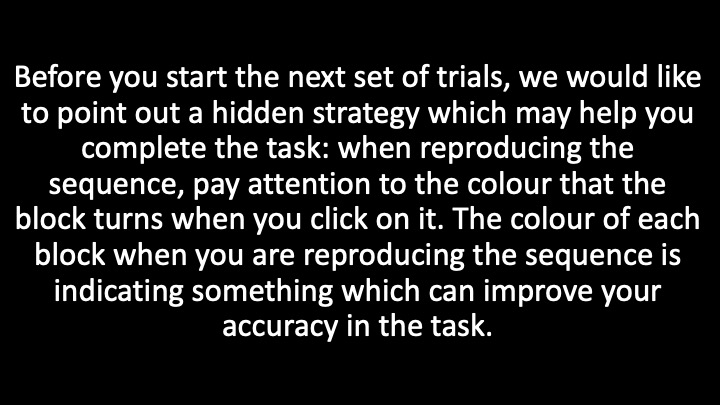 Before you start the next set of trials, we would like
to point out a hidden strategy which may help you
complete the task: when reproducing the
sequence, pay attention to the colour that the
block turns when you click on it. The colour of each
block when you are reproducing the sequence is
indicating something which can improve your
accuracy in the task.